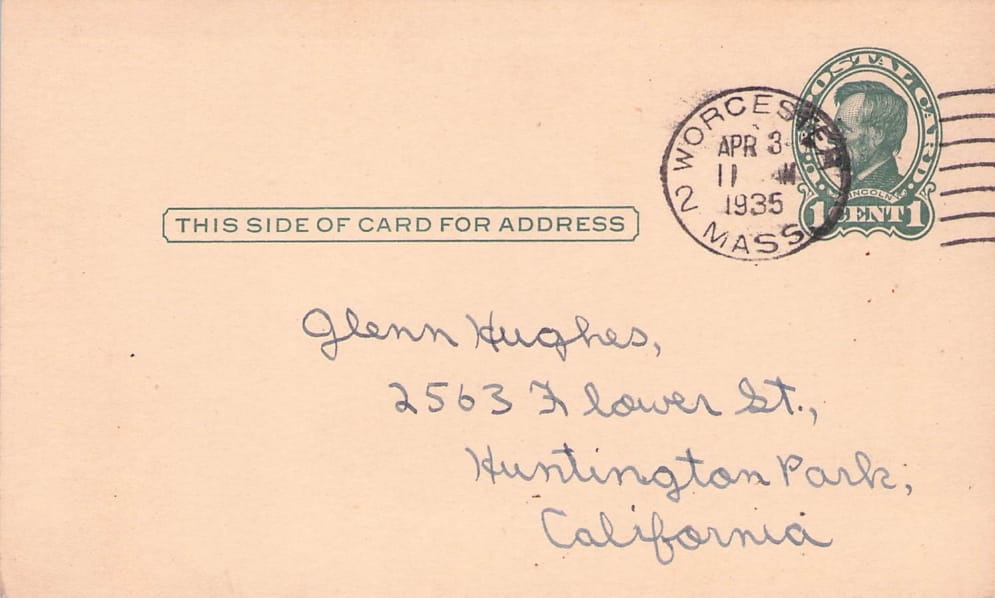 U.S. POSTAL CARD
LINCOLN
1 CENT 1
WORCESTER
APR 3
11 AM
1935
2 MASS.
THIS SIDE OF CARD FOR ADDRESS
Glenn Hughes,
2563 Flower St.,
Huntington Park,
California